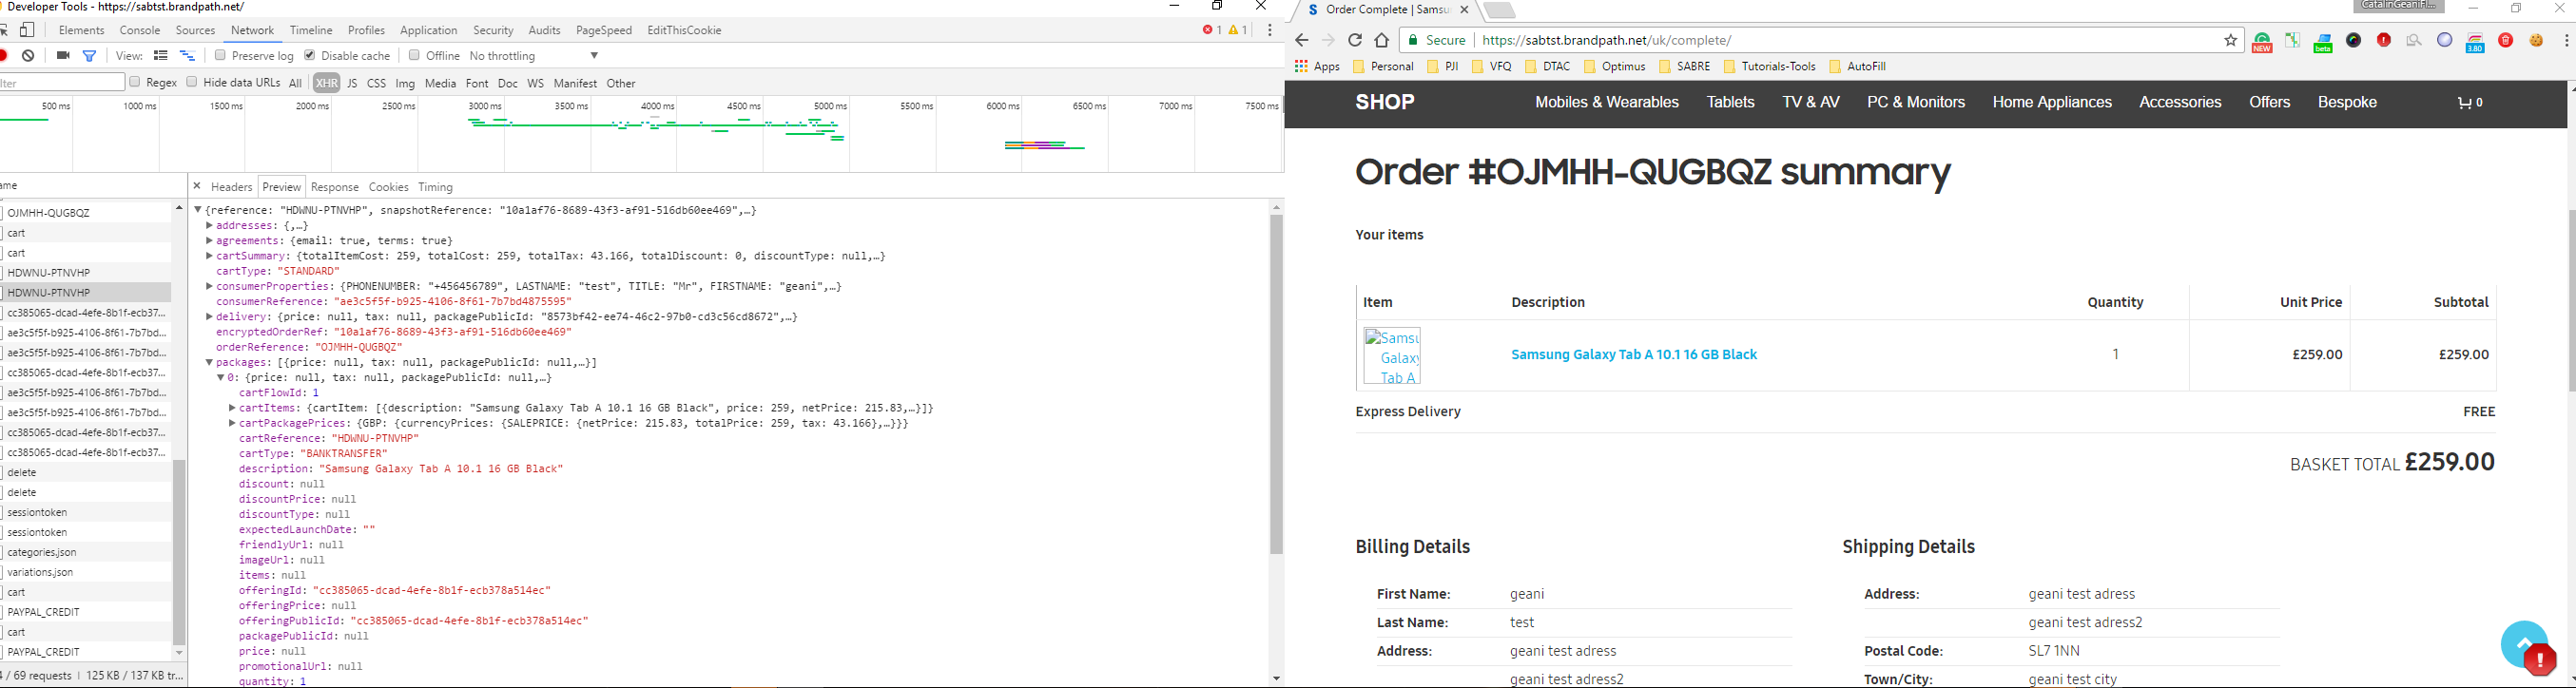 Developer Tools - https://sabtst.brandpath.net/
Elements Console Sources Network Timeline Profiles Application Security Audits PageSpeed EditThisCookie 1 1
View: Preserve log Disable cache Offline No throttling
Regex Hide data URLs All XHR JS CSS Img Media Font Doc WS Manifest Other
500 ms 1000 ms 1500 ms 2000 ms 2500 ms 3000 ms 3500 ms 4000 ms 4500 ms 5000 ms 5500 ms 6000 ms 6500 ms 7000 ms 7500 ms
ame
OJMHH-QUGBQZ
cart
cart
HDWNU-PTNVHP
HDWNU-PTNVHP
cc385065-dcad-4efe-8b1f-ecb37...
ae3c5f5f-b925-4106-8f61-7b7bd...
ae3c5f5f-b925-4106-8f61-7b7bd...
cc385065-dcad-4efe-8b1f-ecb37...
ae3c5f5f-b925-4106-8f61-7b7bd...
ae3c5f5f-b925-4106-8f61-7b7bd...
cc385065-dcad-4efe-8b1f-ecb37...
cc385065-dcad-4efe-8b1f-ecb37...
delete
delete
sessiontoken
sessiontoken
categories.json
variations.json
cart
PAYPAL_CREDIT
cart
PAYPAL_CREDIT
/ 69 requests | 125 KB / 137 KB tr...
× Headers Preview Response Cookies Timing
{reference: "HDWNU-PTNVHP", snapshotReference: "10a1af76-8689-43f3-af91-516db60ee469",…}
addresses: {,…}
agreements: {email: true, terms: true}
cartSummary: {totalItemCost: 259, totalCost: 259, totalTax: 43.166, totalDiscount: 0, discountType: null,…}
cartType: "STANDARD"
consumerProperties: {PHONENUMBER: "+456456789", LASTNAME: "test", TITLE: "Mr", FIRSTNAME: "geani",…}
consumerReference: "ae3c5f5f-b925-4106-8f61-7b7bd4875595"
delivery: {price: null, tax: null, packagePublicId: "8573bf42-ee74-46c2-97b0-cd3c56cd8672",…}
encryptedOrderRef: "10a1af76-8689-43f3-af91-516db60ee469"
orderReference: "OJMHH-QUGBQZ"
packages: [{price: null, tax: null, packagePublicId: null,…}]
0: {price: null, tax: null, packagePublicId: null,…}
cartFlowId: 1
cartItems: {cartItem: [{description: "Samsung Galaxy Tab A 10.1 16 GB Black", price: 259, netPrice: 215.83,…}]}
cartPackagePrices: {GBP: {currencyPrices: {SALEPRICE: {netPrice: 215.83, totalPrice: 259, tax: 43.166},…}}}
cartReference: "HDWNU-PTNVHP"
cartType: "BANKTRANSFER"
description: "Samsung Galaxy Tab A 10.1 16 GB Black"
discount: null
discountPrice: null
discountType: null
expectedLaunchDate: ""
friendlyUrl: null
imageUrl: null
items: null
offeringId: "cc385065-dcad-4efe-8b1f-ecb378a514ec"
offeringPrice: null
offeringPublicId: "cc385065-dcad-4efe-8b1f-ecb378a514ec"
packagePublicId: null
price: null
promotionalUrl: null
quantity: 1
S Order Complete | Samsu ×
Secure https://sabtst.brandpath.net/uk/complete/ NEW beta 3.80
Apps Personal PJI VFQ DTAC Optimus SABRE Tutorials-Tools AutoFill
SHOP Mobiles & Wearables Tablets TV & AV PC & Monitors Home Appliances Accessories Offers Bespoke 0
Order #OJMHH-QUGBQZ summary
Your items
Item Description Quantity Unit Price Subtotal
Samsu
Galaxy
Tab A
Samsung Galaxy Tab A 10.1 16 GB Black 1 £259.00 £259.00
Express Delivery FREE
BASKET TOTAL £259.00
Billing Details
First Name: geani
Last Name: test
Address: geani test adress
geani test adress2
Shipping Details
Address: geani test adress
geani test adress2
Postal Code: SL7 1NN
Town/City: geani test city